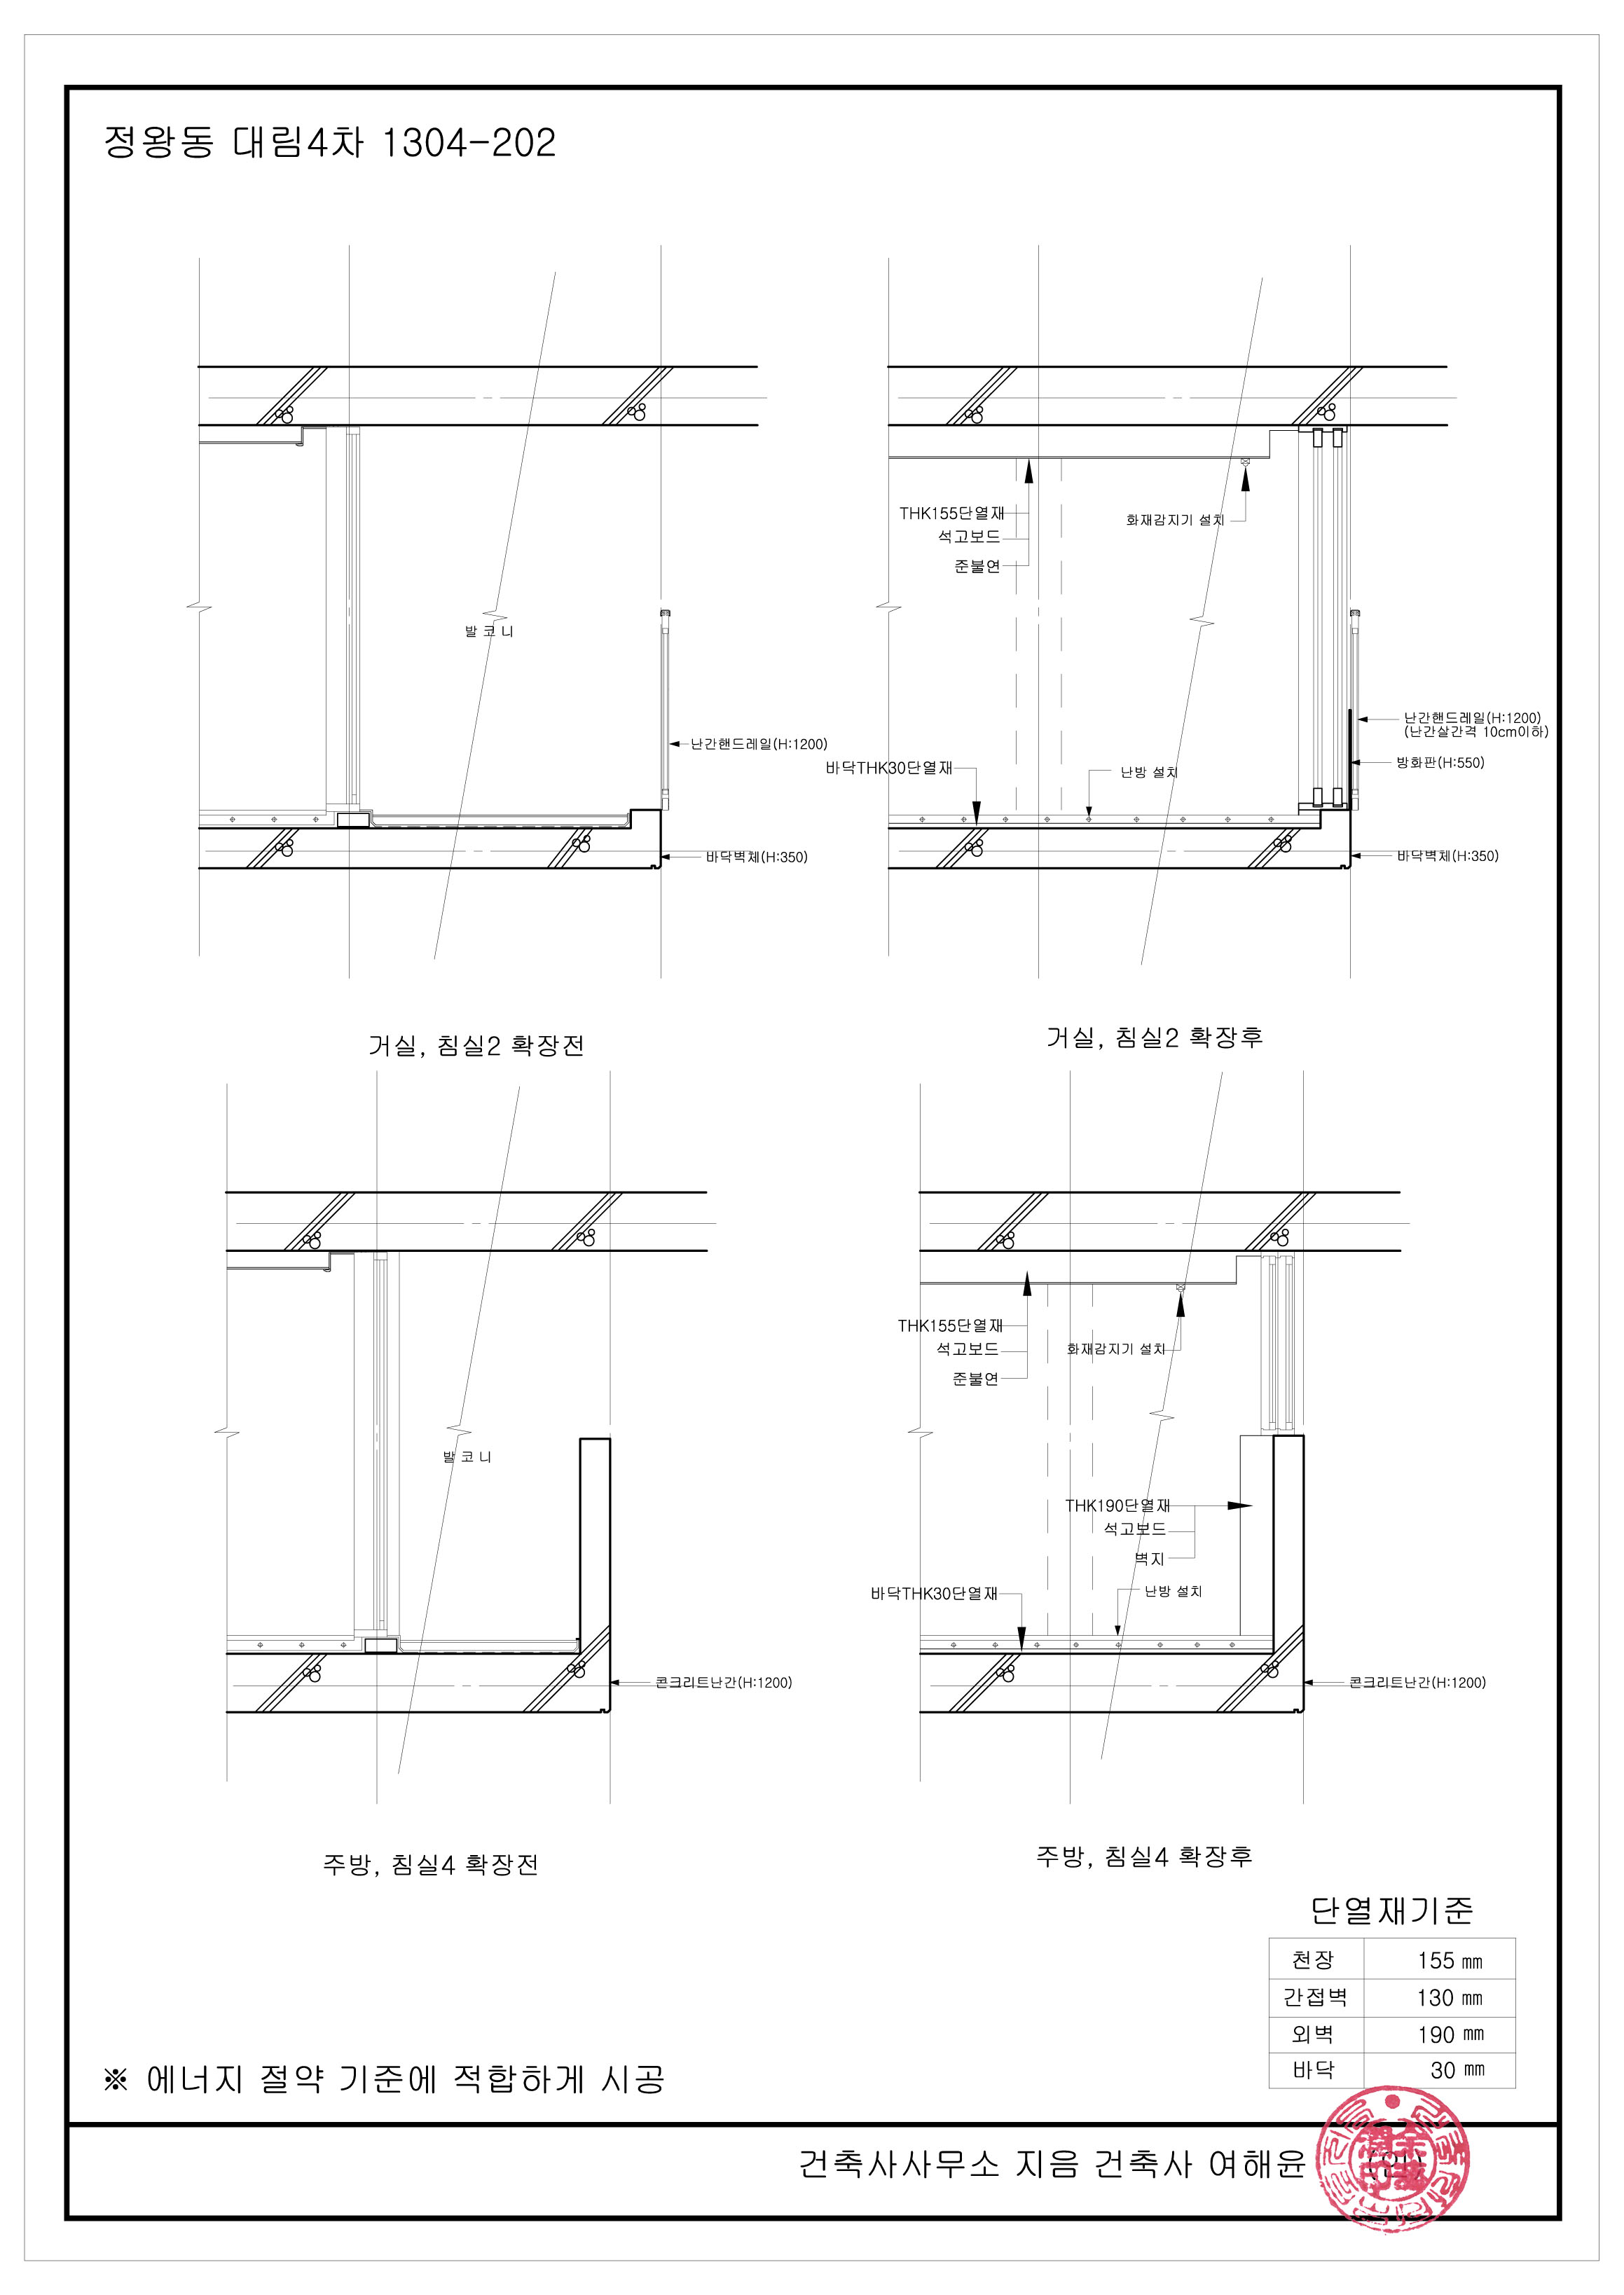 정왕동 대림4차 1304-202
발 코 니
난간핸드레일(H:1200)
바닥벽체(H:350)
거실, 침실2 확장전
THK155단열재
석고보드
준불연
화재감지기 설치
난간핸드레일(H:1200)
(난간살간격 10cm이하)
방화판(H:550)
바닥THK30단열재
난방 설치
바닥벽체(H:350)
거실, 침실2 확장후
발 코 니
콘크리트난간(H:1200)
주방, 침실4 확장전
THK155단열재
석고보드
준불연
화재감지기 설치
THK190단열재
석고보드
벽지
바닥THK30단열재
난방 설치
콘크리트난간(H:1200)
주방, 침실4 확장후
단열재기준
천장 155 ㎜
간접벽 130 ㎜
외벽 190 ㎜
바닥 30 ㎜
※ 에너지 절약 기준에 적합하게 시공
건축사사무소 지음 건축사 여해윤 (인)